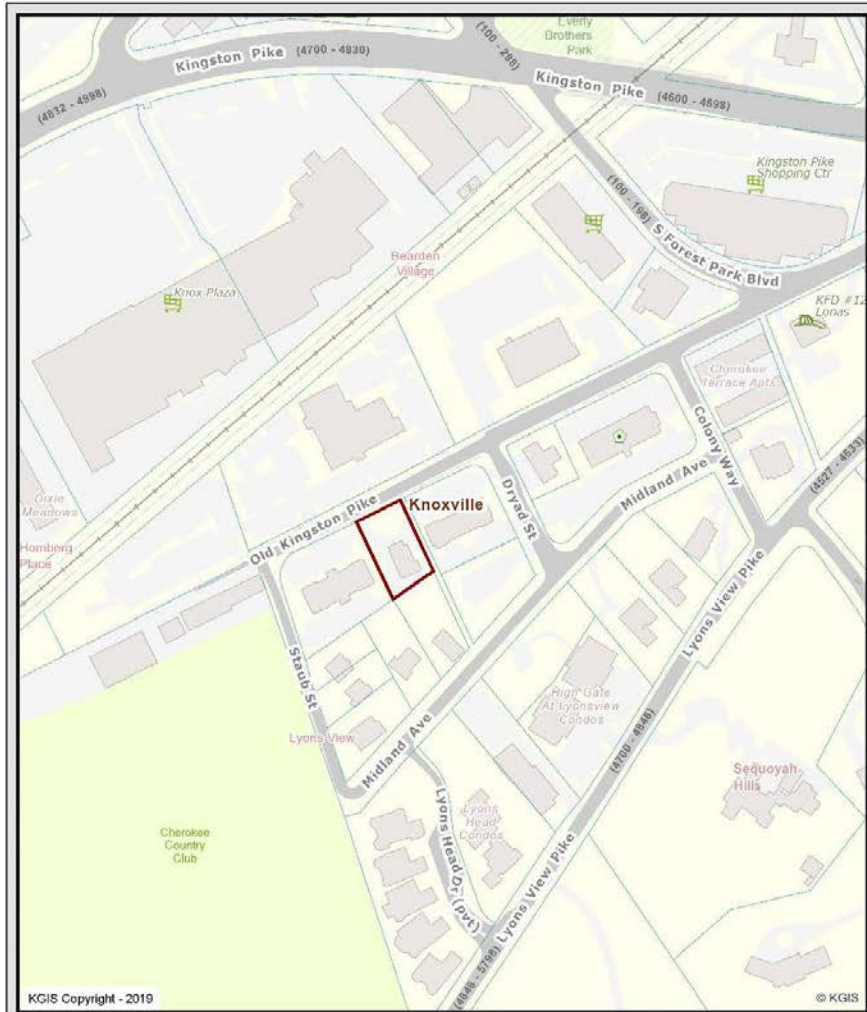 Everly
Brothers
Park
Kingston Pike
(4700 - 4830)
(100 - 298)
Kingston Pike
(4600 - 4698)
(4832 - 4998)
Kingston Pike
Shopping Ctr
(100 - 198)
S Forest Park Blvd
Bearden
Village
Knox Plaza
KFD #12
Lonas
Cherokee
Terrace Apts
Colony Way
Midland Ave
(4527 - 4533)
Dixie
Meadows
Old Kingston Pike
Knoxville
Dryad St
Homberg
Place
Staub St
Lyons View Pike
High Gate
At Lyonsview
Condos
(4700 - 4846)
Lyons View
Midland Ave
Sequoyah
Hills
Lyons Head Dr (pvt)
Lyons
Head
Condos
Cherokee
Country
Club
Lyons View Pike
(4848 - 5798)
KGIS Copyright - 2019
© KGIS